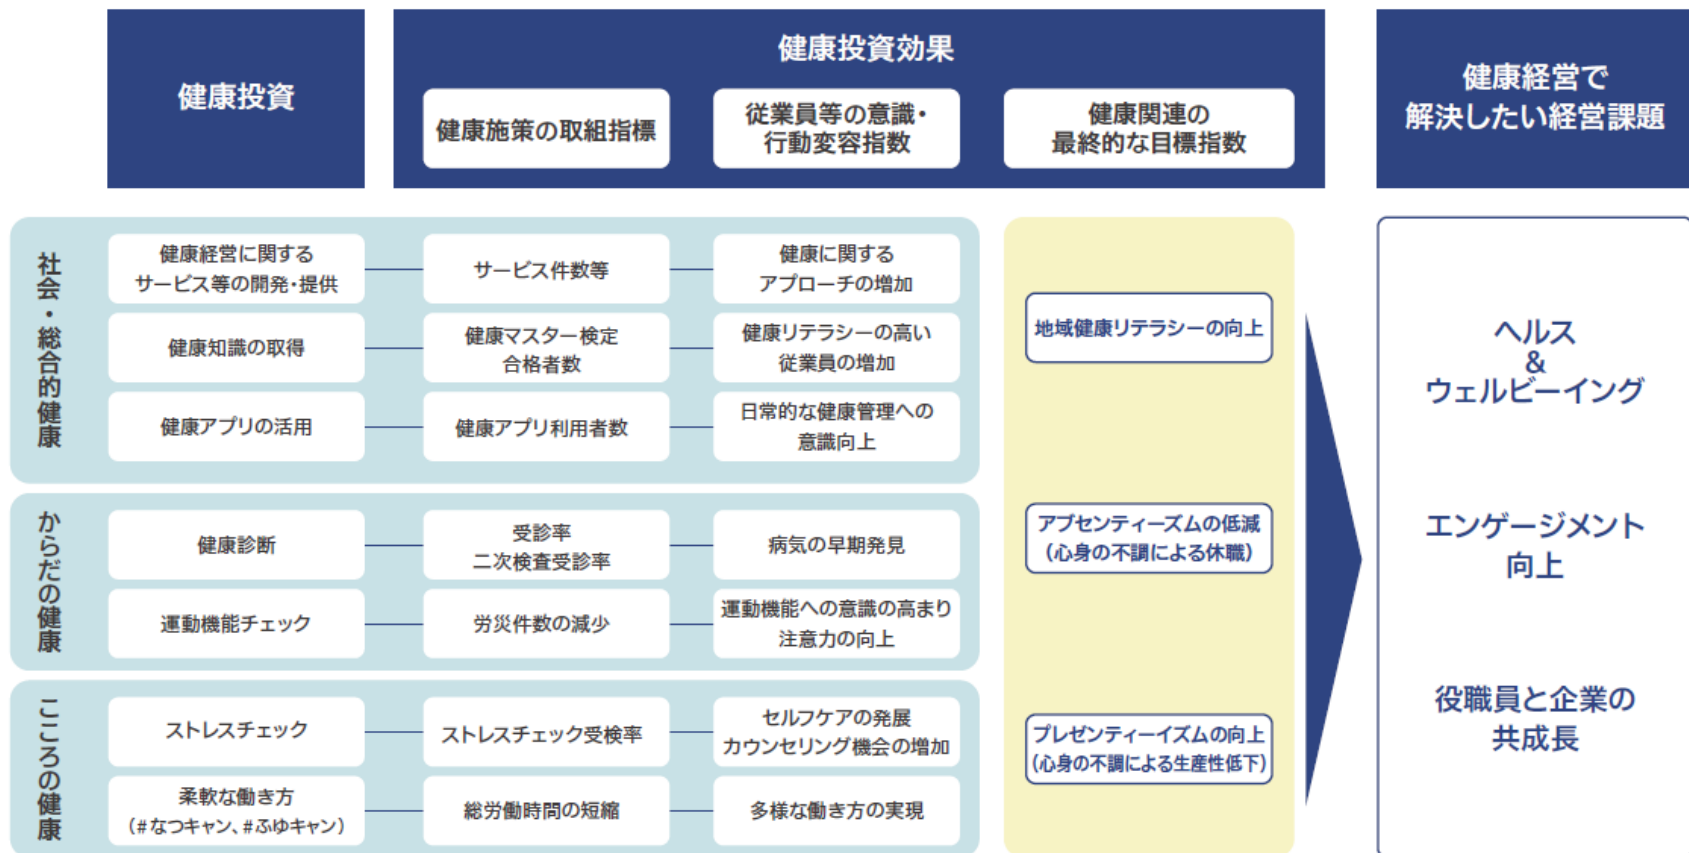 健康投資
健康投資効果
健康施策の取組指標
従業員等の意識・
行動変容指数
健康関連の
最終的な目標指数
健康経営で
解決したい経営課題
社会・総合的健康
健康経営に関する
サービス等の開発・提供
サービス件数等
健康に関する
アプローチの増加
健康知識の取得
健康マスター検定
合格者数
健康リテラシーの高い
従業員の増加
健康アプリの活用
健康アプリ利用者数
日常的な健康管理への
意識向上
からだの健康
健康診断
受診率
二次検査受診率
病気の早期発見
運動機能チェック
労災件数の減少
運動機能への意識の高まり
注意力の向上
こころの健康
ストレスチェック
ストレスチェック受検率
セルフケアの発展
カウンセリング機会の増加
柔軟な働き方
(#なつキャン、#ふゆキャン)
総労働時間の短縮
多様な働き方の実現
地域健康リテラシーの向上
アブセンティーズムの低減
(心身の不調による休職)
プレゼンティーイズムの向上
(心身の不調による生産性低下)
ヘルス
&
ウェルビーイング
エンゲージメント
向上
役職員と企業の
共成長